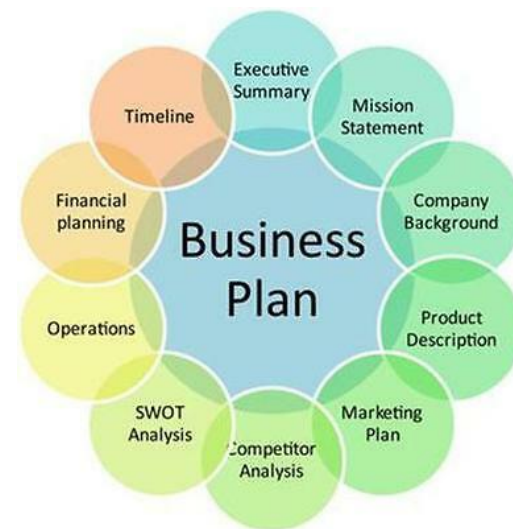 Executive
Summary
Mission
Statement
Company
Background
Product
Description
Marketing
Plan
Competitor
Analysis
SWOT
Analysis
Operations
Financial
planning
Timeline
Business
Plan